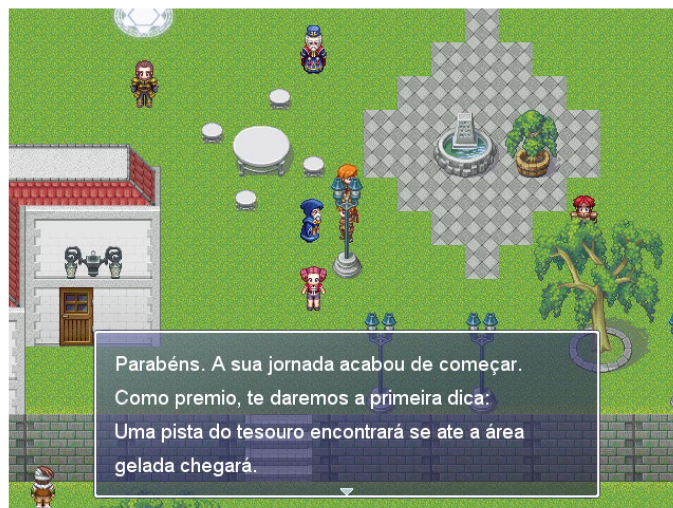 Parabéns. A sua jornada acabou de começar.
Como premio, te daremos a primeira dica:
Uma pista do tesouro encontrará se ate a área
gelada chegará.